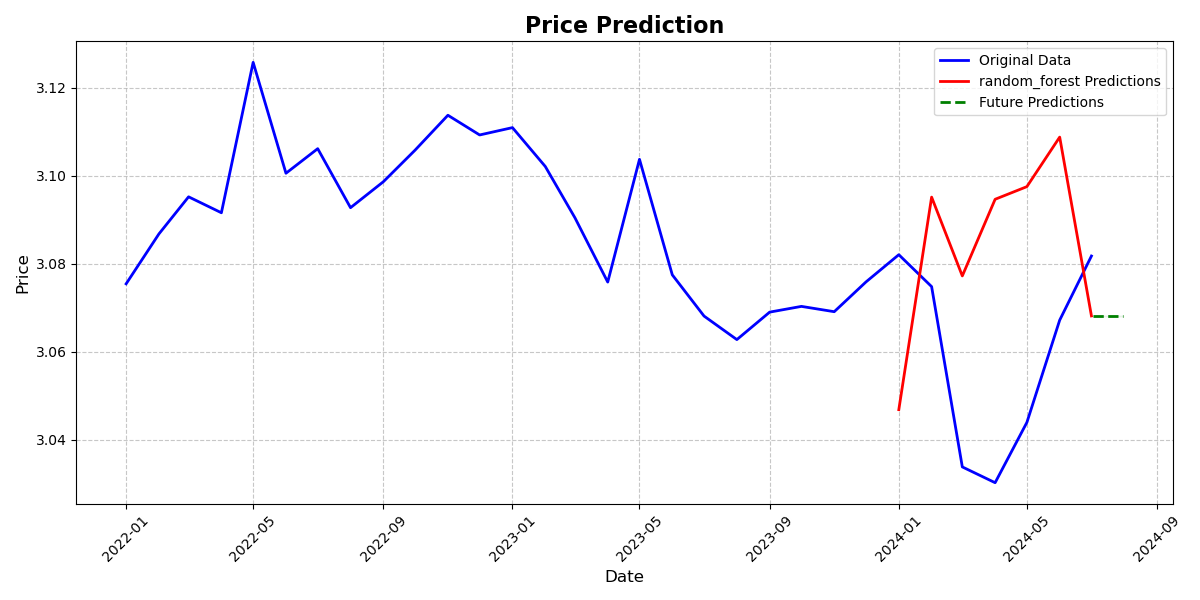 Price Prediction
Original Data
random_forest Predictions
Future Predictions
Price
3.12
3.10
3.08
3.06
3.04
2022-01
2022-05
2022-09
2023-01
2023-05
2023-09
2024-01
2024-05
2024-09
Date